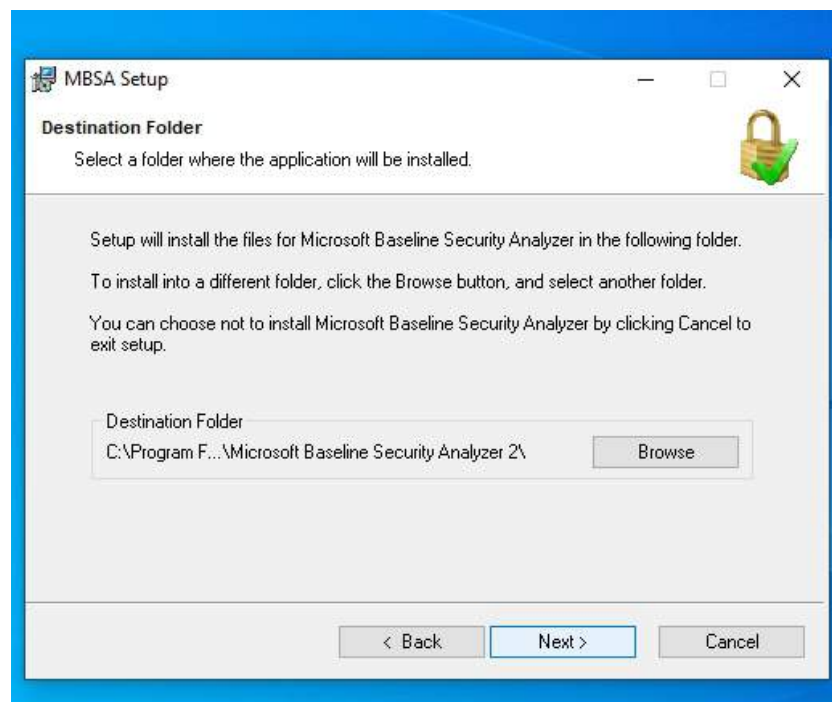 MBSA Setup
Destination Folder
Select a folder where the application will be installed.
Setup will install the files for Microsoft Baseline Security Analyzer in the following folder.
To install into a different folder, click the Browse button, and select another folder.
You can choose not to install Microsoft Baseline Security Analyzer by clicking Cancel to
exit setup.
Destination Folder
C:\Program F...\Microsoft Baseline Security Analyzer 2\
Browse
< Back
Next >
Cancel